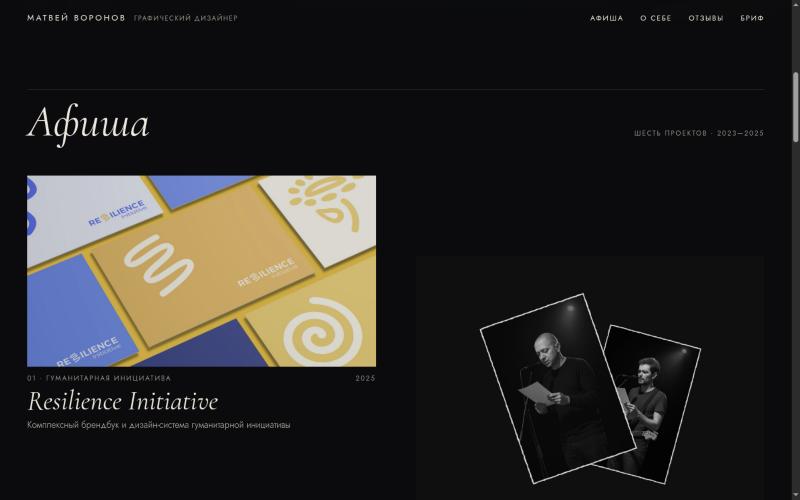 МАТВЕЙ ВОРОНОВ ГРАФИЧЕСКИЙ ДИЗАЙНЕР
АФИША О СЕБЕ ОТЗЫВЫ БРИФ
Афиша
ШЕСТЬ ПРОЕКТОВ · 2023—2025
RESILIENCE
RESILIENCE
RESILIENCE
01 · ГУМАНИТАРНАЯ ИНИЦИАТИВА 2025
Resilience Initiative
Комплексный брендбук и дизайн-система гуманитарной инициативы